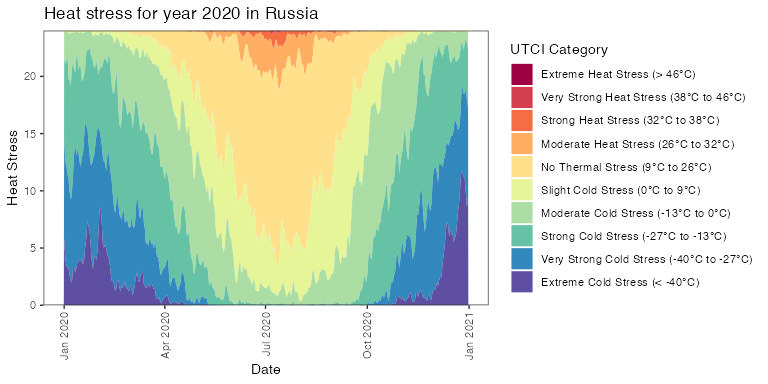 Heat stress for year 2020 in Russia
Heat Stress
20
15
10
5
0
Jan 2020
Apr 2020
Jul 2020
Oct 2020
Jan 2021
Date
UTCI Category
Extreme Heat Stress (> 46°C)
Very Strong Heat Stress (38°C to 46°C)
Strong Heat Stress (32°C to 38°C)
Moderate Heat Stress (26°C to 32°C)
No Thermal Stress (9°C to 26°C)
Slight Cold Stress (0°C to 9°C)
Moderate Cold Stress (-13°C to 0°C)
Strong Cold Stress (-27°C to -13°C)
Very Strong Cold Stress (-40°C to -27°C)
Extreme Cold Stress (< -40°C)